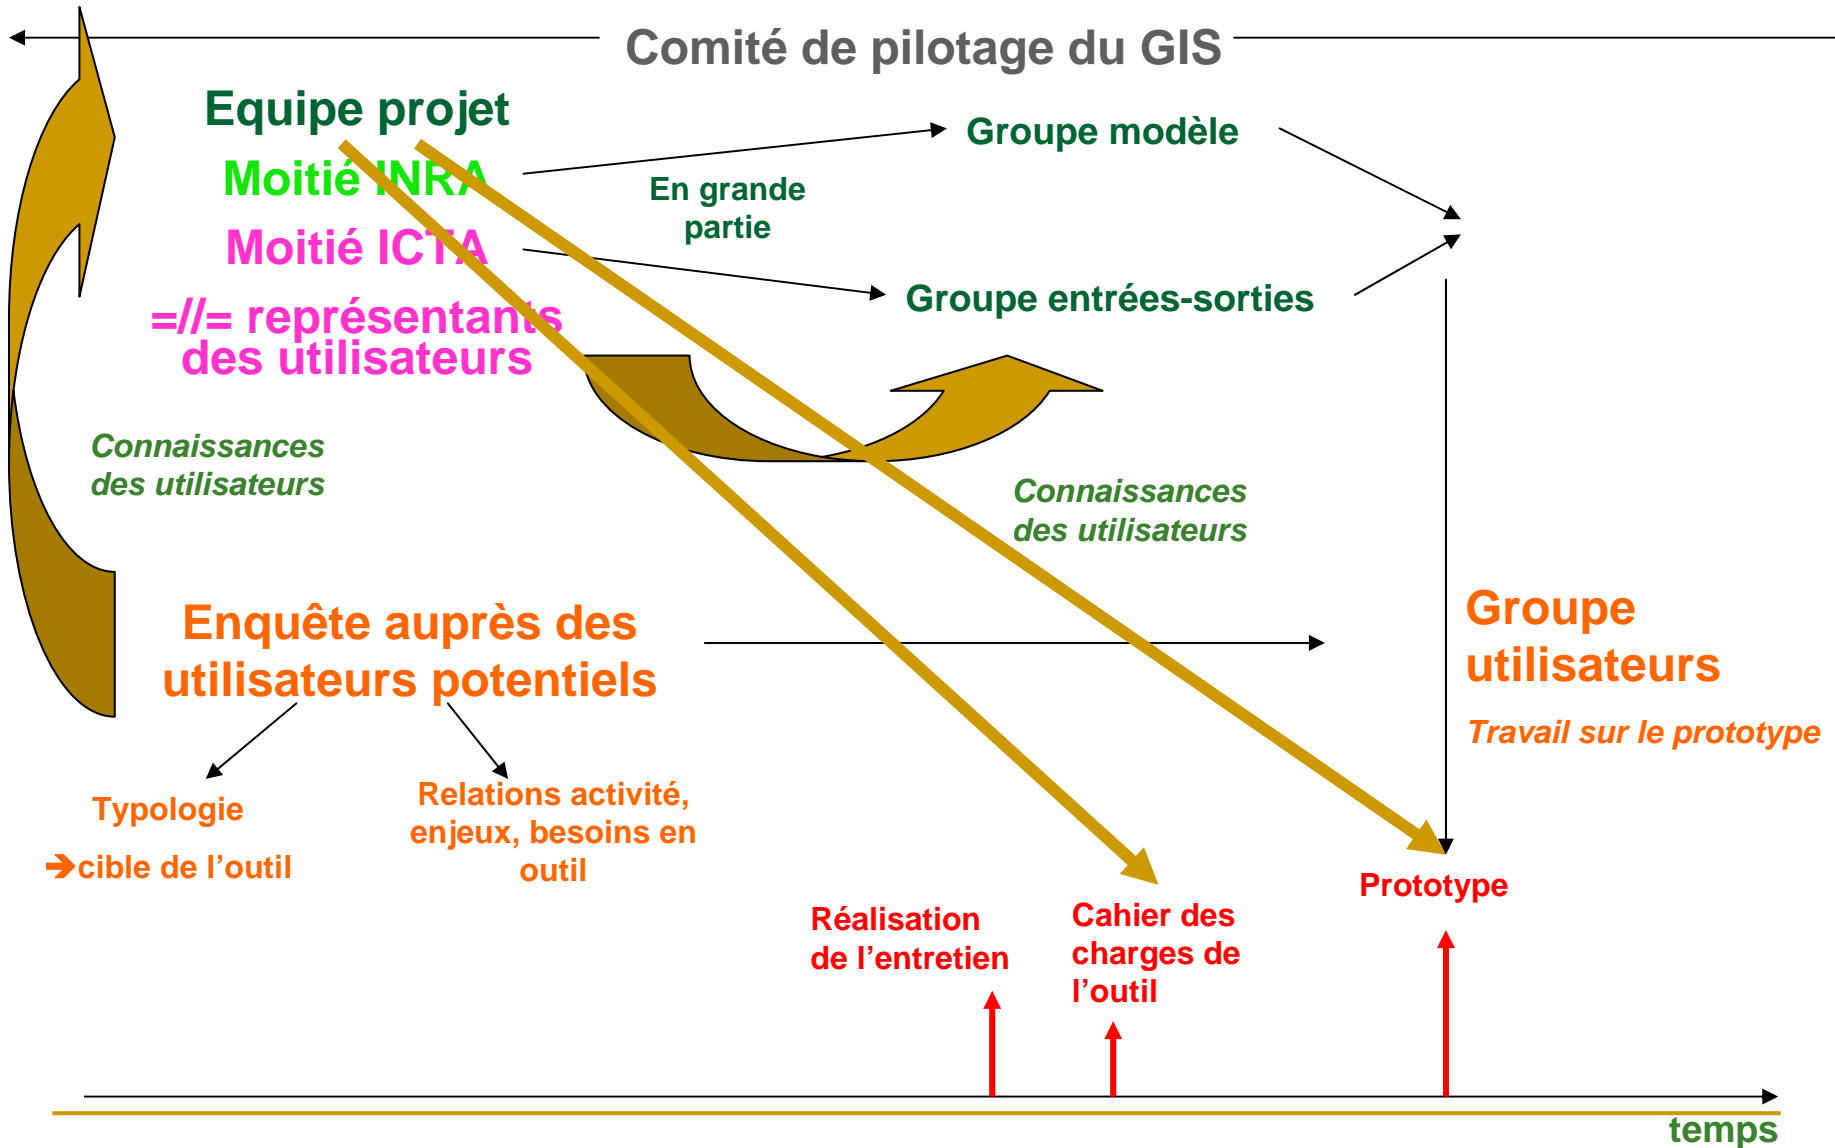 Comité de pilotage du GIS
Equipe projet
Moitié INRA
Moitié ICTA
=//= représentants
des utilisateurs
En grande
partie
Groupe modèle
Groupe entrées-sorties
Connaissances
des utilisateurs
Connaissances
des utilisateurs
Enquête auprès des
utilisateurs potentiels
Groupe
utilisateurs
Travail sur le prototype
Typologie
➔cible de l’outil
Relations activité,
enjeux, besoins en
outil
Réalisation
de l’entretien
Cahier des
charges de
l’outil
Prototype
temps